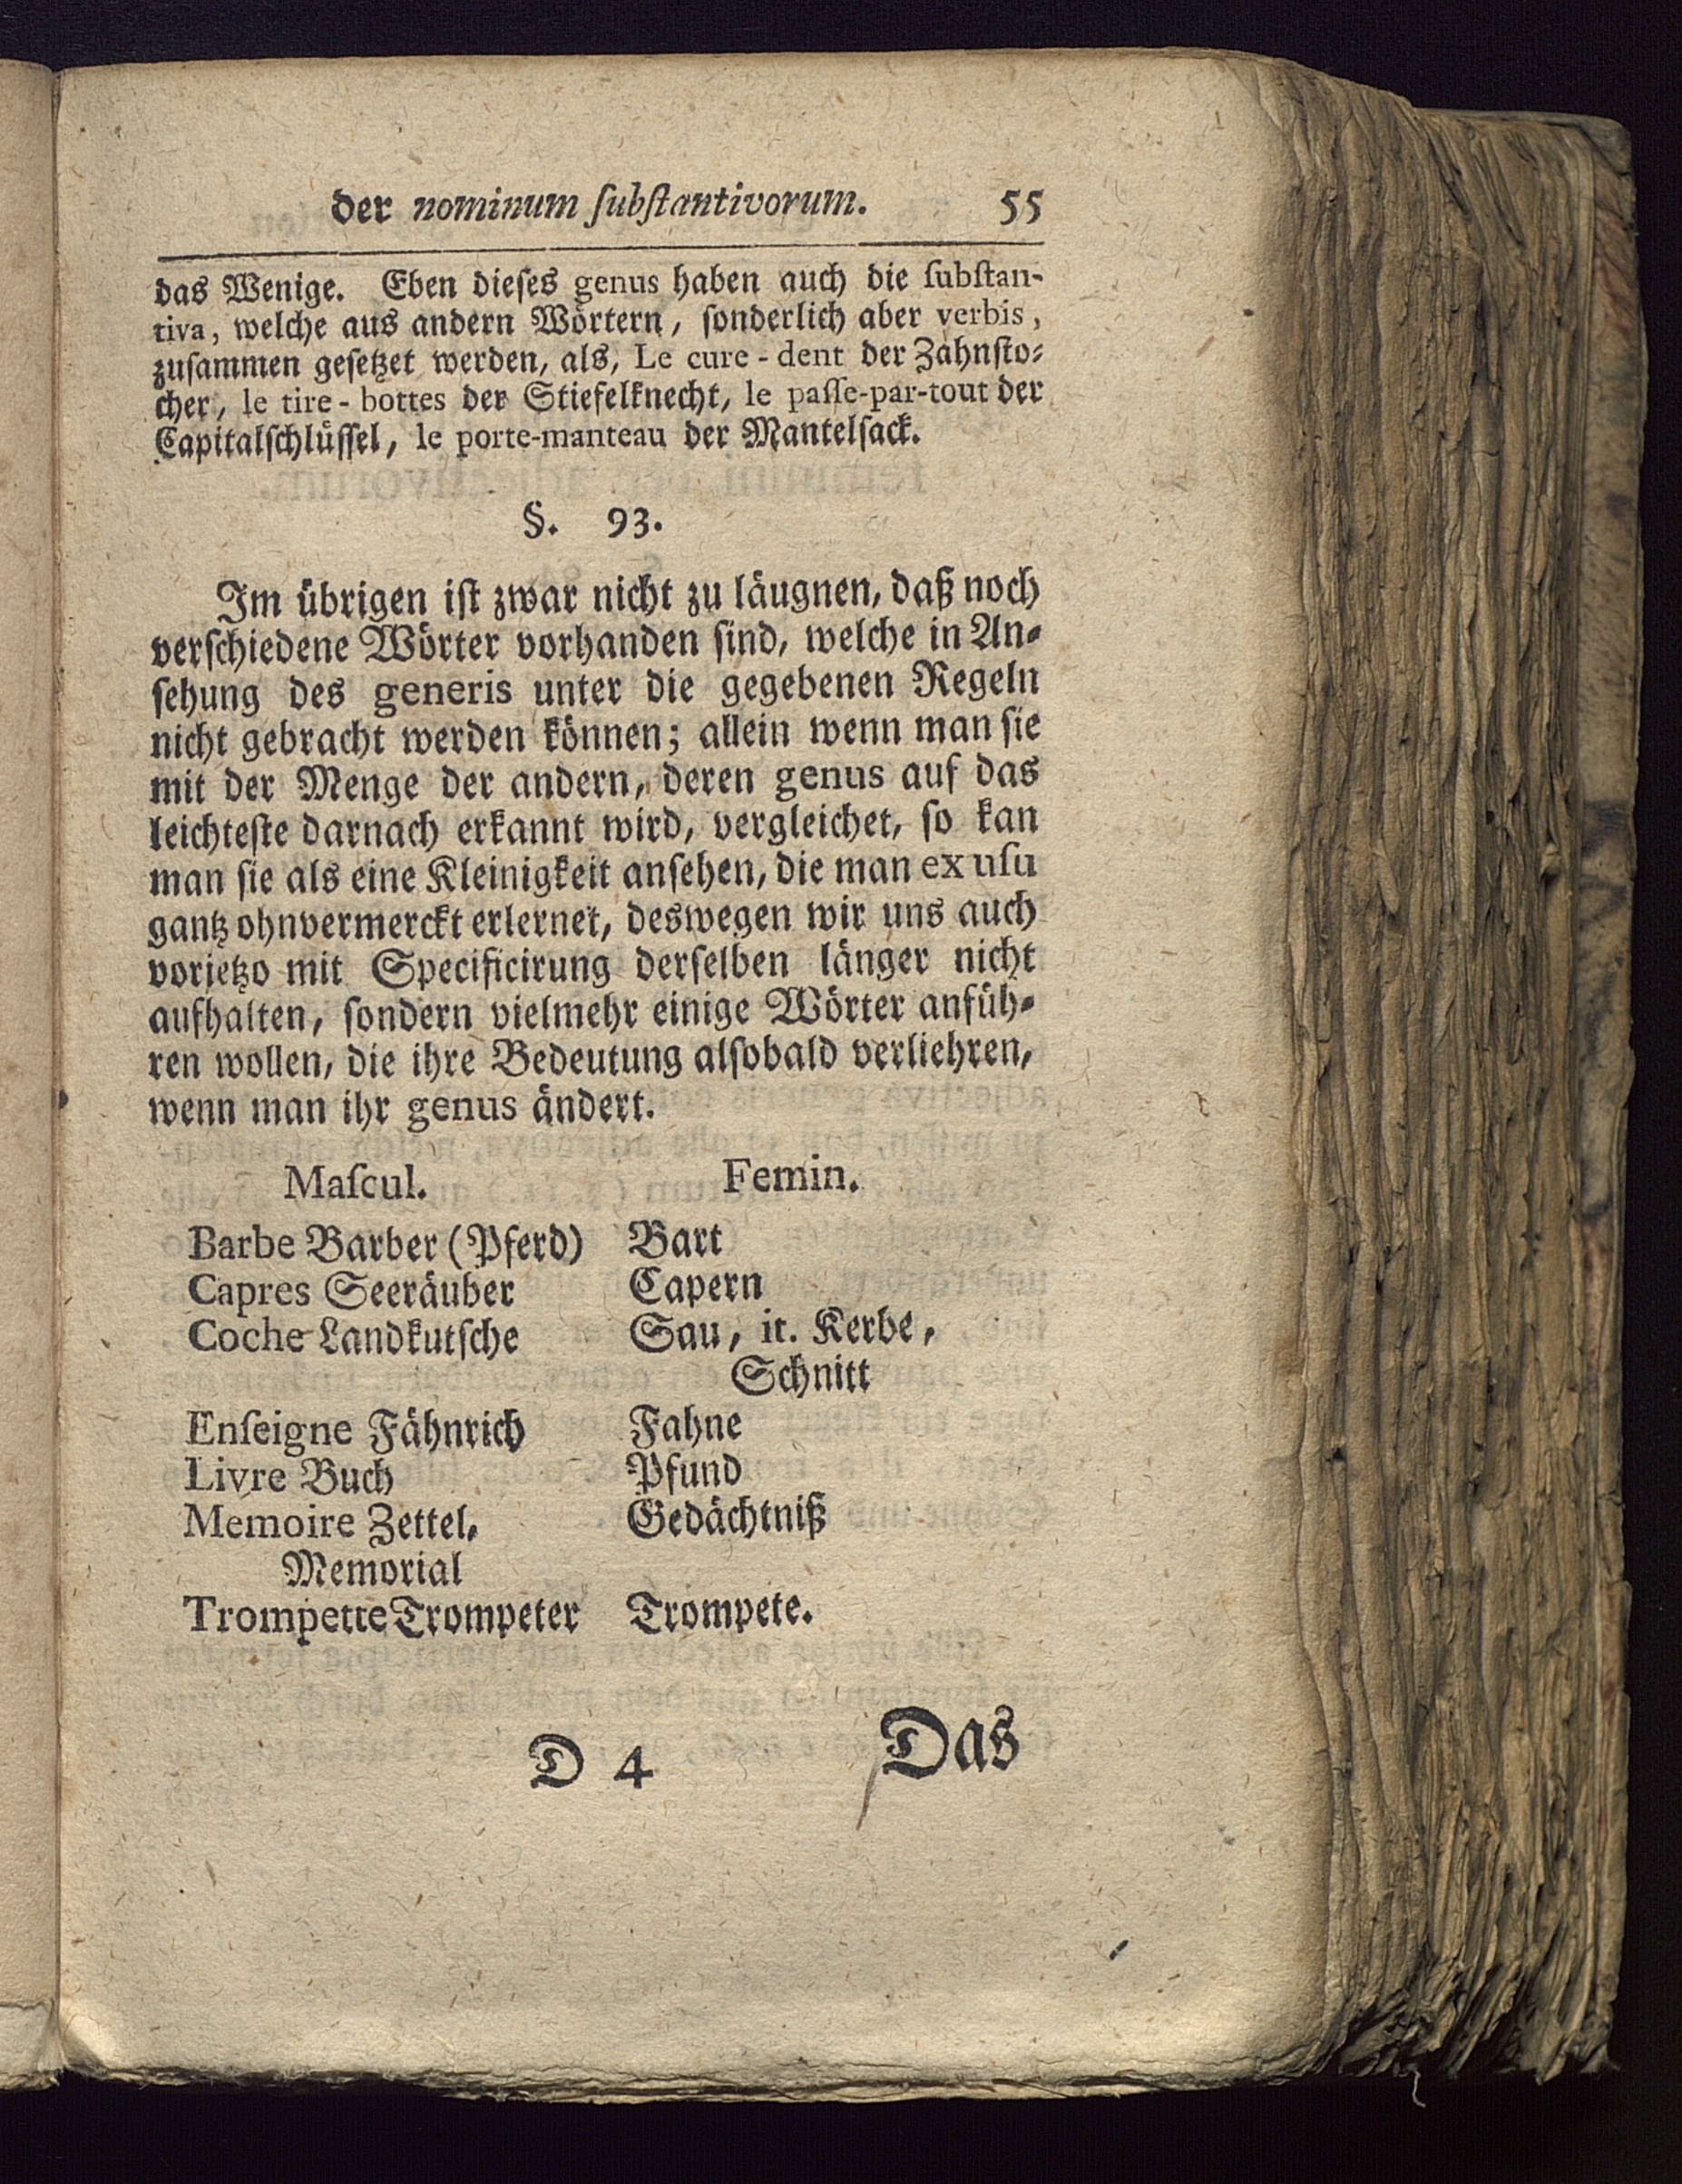 der nominum ſubſtantivorum. 55
das Wenige. Eben dieſes genus haben auch die ſubſtan-
tiva, welche aus andern Wörtern, ſonderlich aber verbis,
zuſammen geſetzet werden, als, Le cure-dent der Zahnſto-
cher, le tire-bottes der Stiefelknecht, le paſſe-par-tout der
Capitalſchlüſſel, le porte-manteau der Mantelſack.
§. 93.
Im übrigen iſt zwar nicht zu läugnen, daß noch
verſchiedene Wörter vorhanden ſind, welche in An-
ſehung des generis unter die gegebenen Regeln
nicht gebracht werden können; allein wenn man ſie
mit der Menge der andern, deren genus auf das
leichteſte darnach erkannt wird, vergleichet, ſo kan
man ſie als eine Kleinigkeit anſehen, die man ex uſu
gantz ohnvermerckt erlernet, deswegen wir uns auch
vorjetzo mit Specificirung derſelben länger nicht
aufhalten, ſondern vielmehr einige Wörter anfüh-
ren wollen, die ihre Bedeutung alſobald verliehren,
wenn man ihr genus ändert.
Maſcul. Femin.
Barbe Barber (Pferd) Bart
Capres Seeräuber Capern
Coche Landkutſche Sau, it. Kerbe,
Schnitt
Enſeigne Fähnrich Fahne
Livre Buch Pfund
Memoire Zettel, Gedächtniß
Memorial
Trompette Trompeter Trompete.
D 4 Das